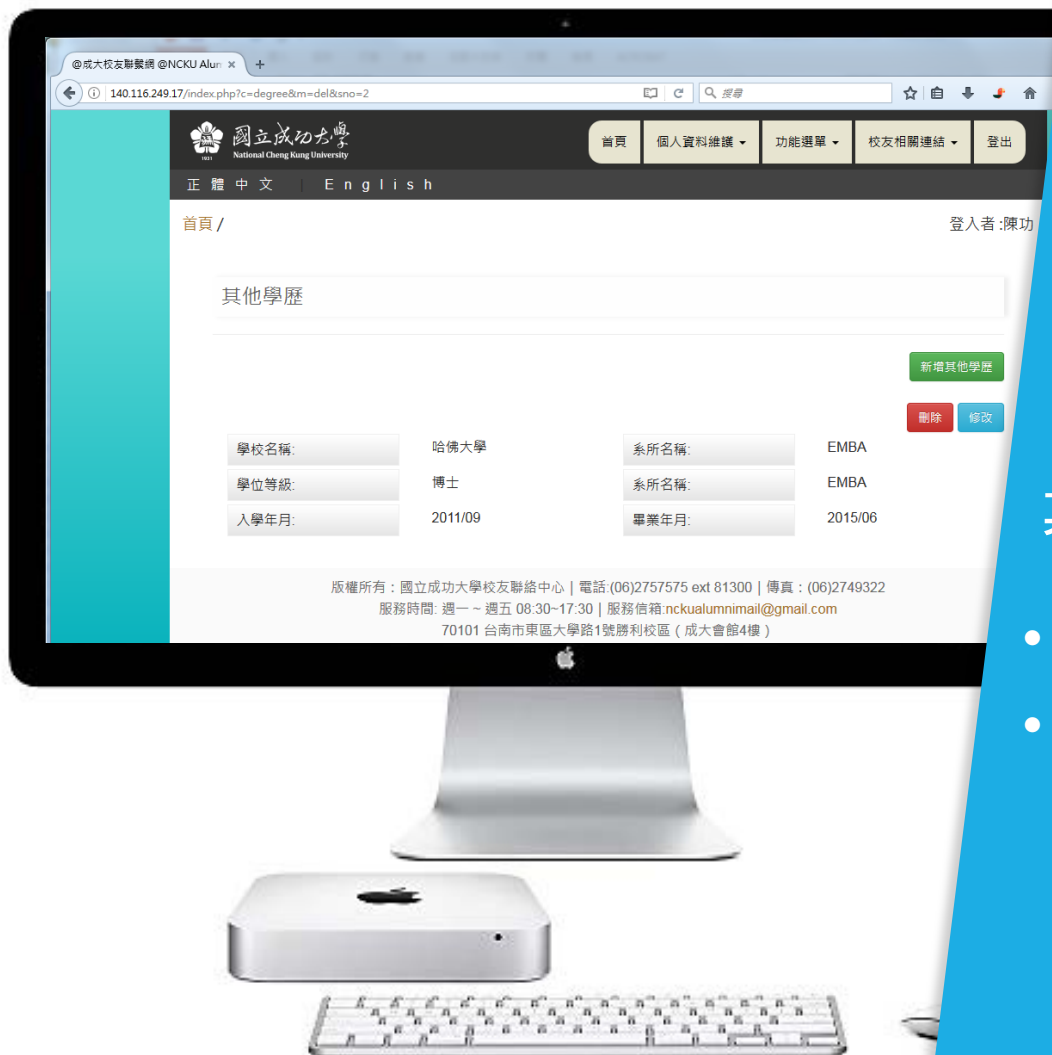 @成大校友聯繫網 @NCKU Alun × +
140.116.249.17/index.php?c=degree&m=del&sno=2 搜尋
1931 國立成功大學 National Cheng Kung University
首頁 個人資料維護 功能選單 校友相關連結 登出
正體中文 | English
首頁 / 登入者 :陳功
其他學歷
新增其他學歷
刪除 修改
學校名稱: 哈佛大學 系所名稱: EMBA
學位等級: 博士 系所名稱: EMBA
入學年月: 2011/09 畢業年月: 2015/06
版權所有：國立成功大學校友聯絡中心 | 電話:(06)2757575 ext 81300 | 傳真：(06)2749322
服務時間: 週一 ~ 週五 08:30~17:30 | 服務信箱:nckualumnimail@gmail.com
70101 台南市東區大學路1號勝利校區 ( 成大會館4樓 )